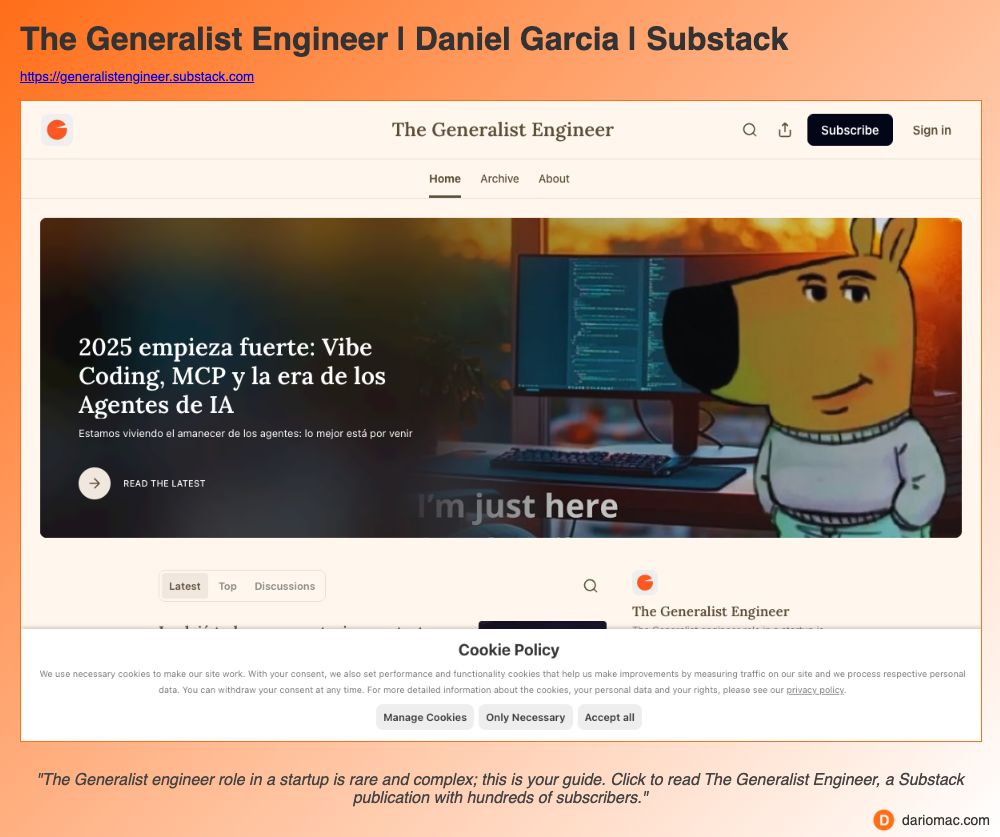 The Generalist Engineer | Daniel Garcia | Substack
https://generalistengineer.substack.com
The Generalist Engineer
Subscribe
Sign in
Home
Archive
About
2025 empieza fuerte: Vibe
Coding, MCP y la era de los
Agentes de IA
Estamos viviendo el amanecer de los agentes: lo mejor está por venir
READ THE LATEST
I'm just here
Latest
Top
Discussions
The Generalist Engineer
Cookie Policy
We use necessary cookies to make our site work. With your consent, we also set performance and functionality cookies that help us make improvements by measuring traffic on our site and we process respective personal
data. You can withdraw your consent at any time. For more detailed information about the cookies, your personal data and your rights, please see our privacy policy.
Manage Cookies
Only Necessary
Accept all
"The Generalist engineer role in a startup is rare and complex; this is your guide. Click to read The Generalist Engineer, a Substack
publication with hundreds of subscribers."
D dariomac.com